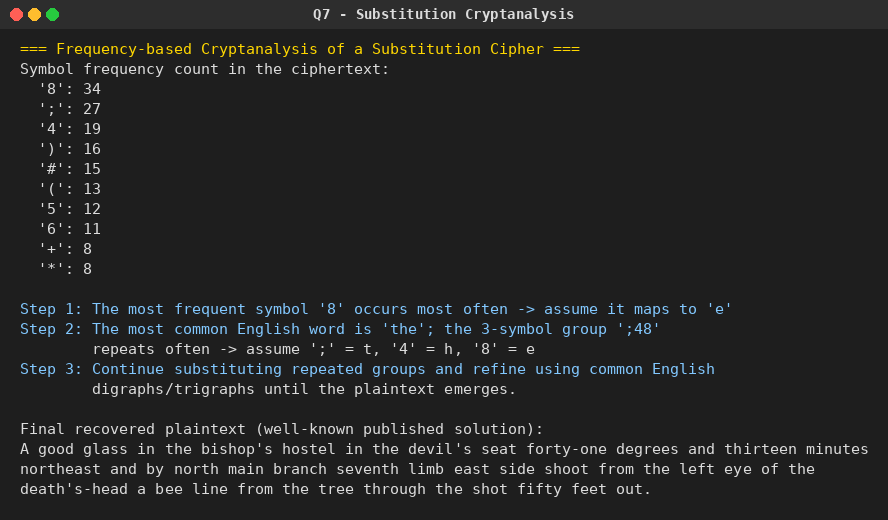 Q7 - Substitution Cryptanalysis
=== Frequency-based Cryptanalysis of a Substitution Cipher ===
Symbol frequency count in the ciphertext:
  '8': 34
  ';': 27
  '4': 19
  ')': 16
  '#': 15
  '(': 13
  '5': 12
  '6': 11
  '+': 8
  '*': 8
Step 1: The most frequent symbol '8' occurs most often -> assume it maps to 'e'
Step 2: The most common English word is 'the'; the 3-symbol group ';48'
        repeats often -> assume ';' = t, '4' = h, '8' = e
Step 3: Continue substituting repeated groups and refine using common English
        digraphs/trigraphs until the plaintext emerges.
Final recovered plaintext (well-known published solution):
A good glass in the bishop's hostel in the devil's seat forty-one degrees and thirteen minutes
northeast and by north main branch seventh limb east side shoot from the left eye of the
death's-head a bee line from the tree through the shot fifty feet out.